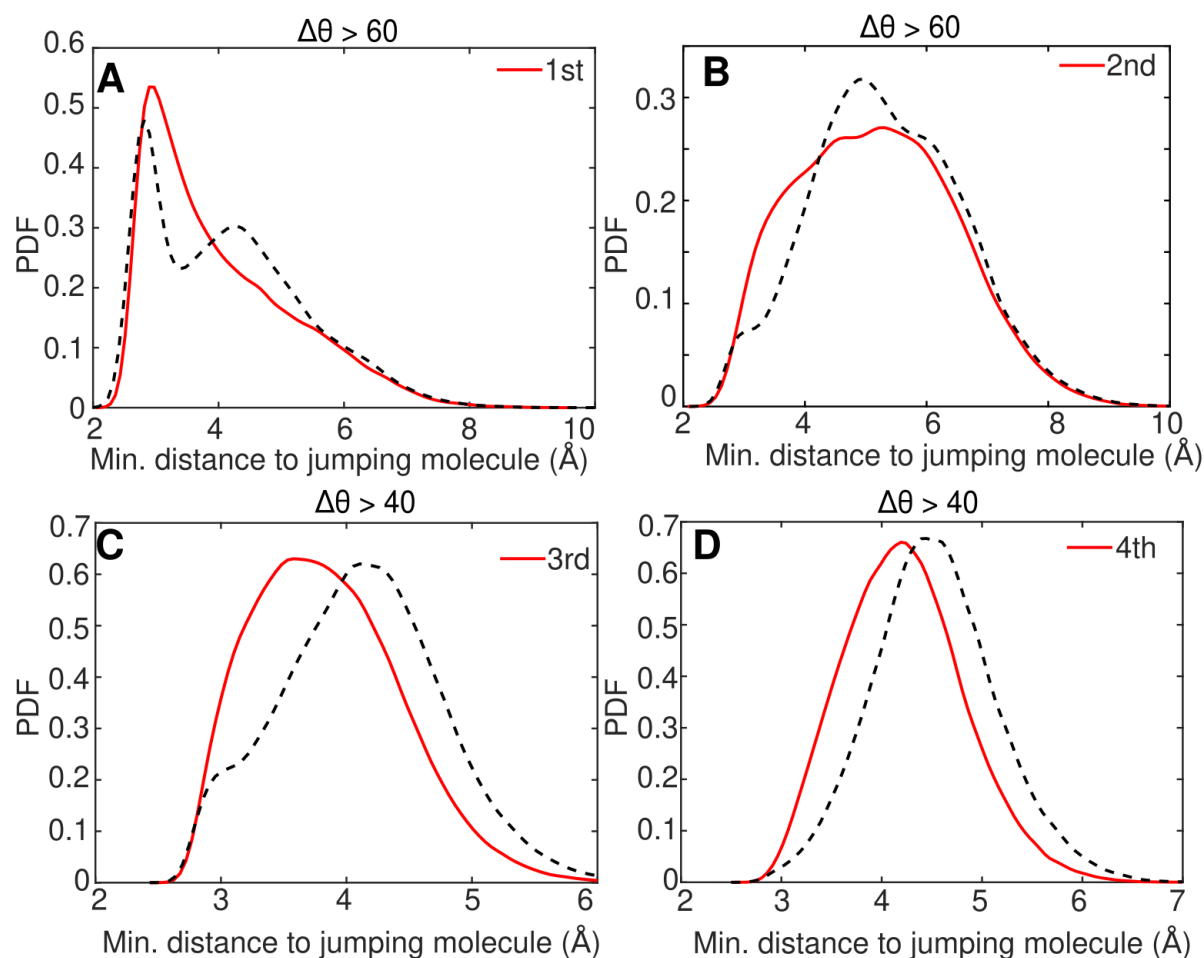 Δθ > 60
A
1st
0.6
0.5
0.4
0.3
0.2
0.1
0
PDF
2 4 6 8 10
Min. distance to jumping molecule (Å)
Δθ > 60
B
2nd
0.3
0.2
0.1
0
PDF
2 4 6 8 10
Min. distance to jumping molecule (Å)
Δθ > 40
C
3rd
0.7
0.6
0.5
0.4
0.3
0.2
0.1
0
PDF
2 3 4 5 6
Min. distance to jumping molecule (Å)
Δθ > 40
D
4th
0.7
0.6
0.5
0.4
0.3
0.2
0.1
0
PDF
2 3 4 5 6 7
Min. distance to jumping molecule (Å)